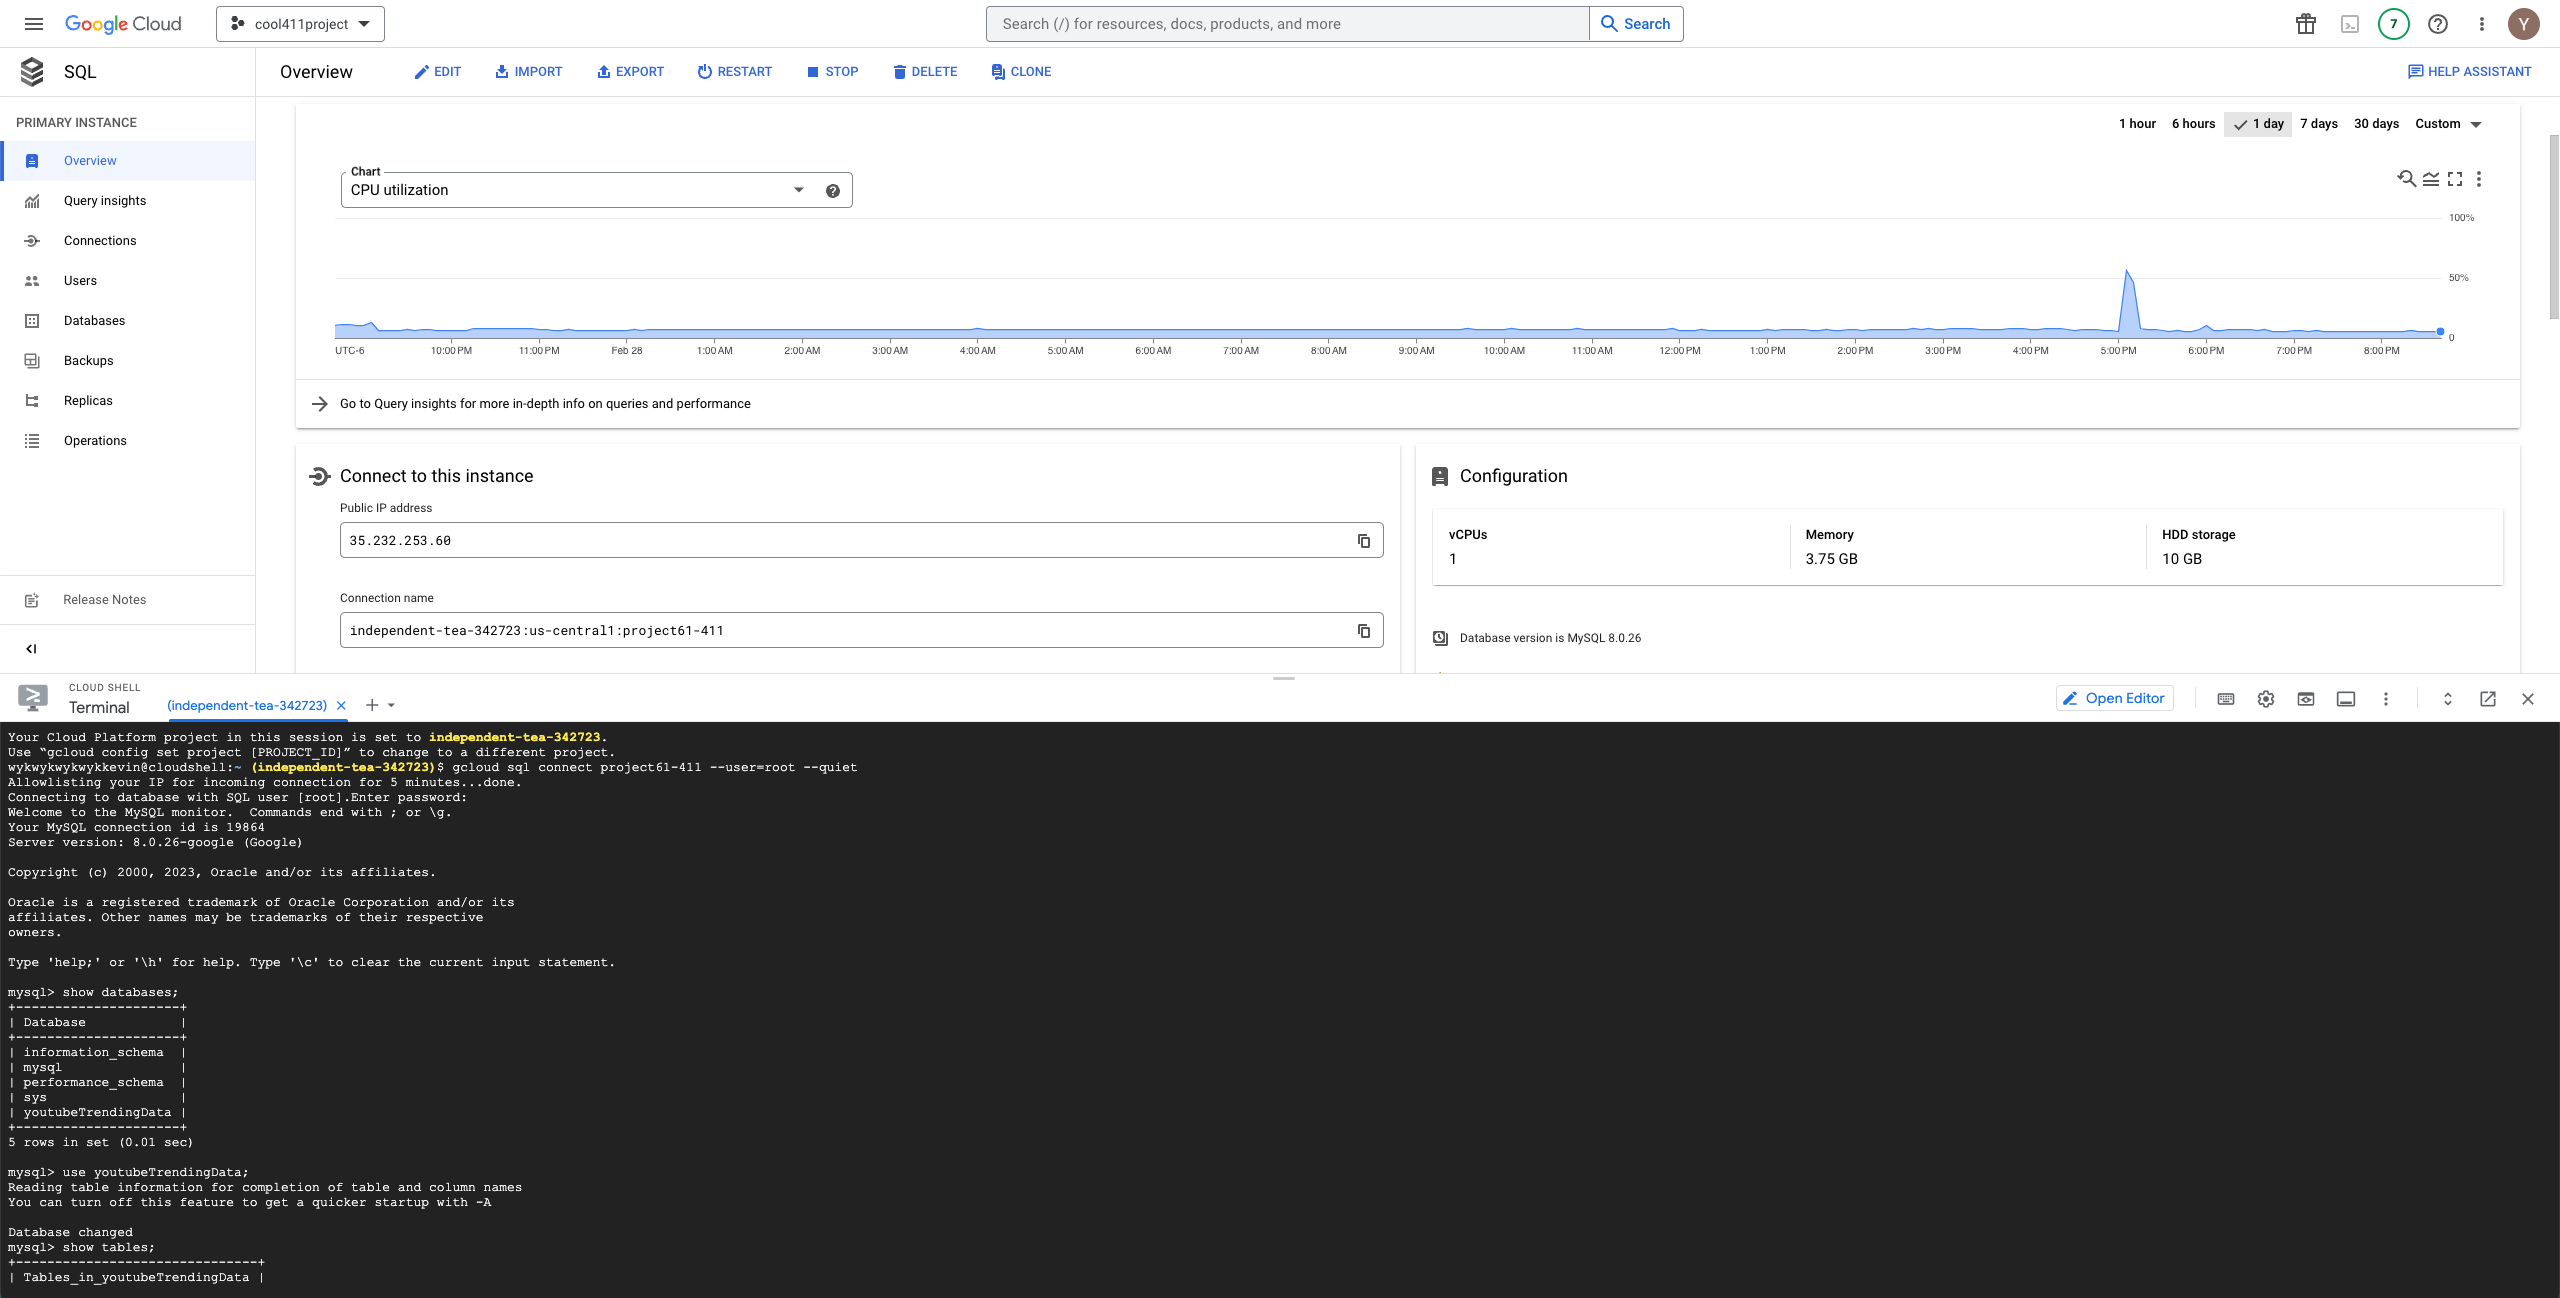 Google Cloud
cool411project
Search (/) for resources, docs, products, and more
Search
7
Y
SQL
Overview
EDIT
IMPORT
EXPORT
RESTART
STOP
DELETE
CLONE
HELP ASSISTANT
PRIMARY INSTANCE
Overview
Query insights
Connections
Users
Databases
Backups
Replicas
Operations
Release Notes
1 hour
6 hours
1 day
7 days
30 days
Custom
Chart
CPU utilization
100%
50%
0
UTC-6
10:00 PM
11:00 PM
Feb 28
1:00 AM
2:00 AM
3:00 AM
4:00 AM
5:00 AM
6:00 AM
7:00 AM
8:00 AM
9:00 AM
10:00 AM
11:00 AM
12:00 PM
1:00 PM
2:00 PM
3:00 PM
4:00 PM
5:00 PM
6:00 PM
7:00 PM
8:00 PM
Go to Query insights for more in-depth info on queries and performance
Connect to this instance
Public IP address
35.232.253.60
Connection name
independent-tea-342723:us-central1:project61-411
Configuration
vCPUs
1
Memory
3.75 GB
HDD storage
10 GB
Database version is MySQL 8.0.26
CLOUD SHELL
Terminal
(independent-tea-342723)
Open Editor
Your Cloud Platform project in this session is set to independent-tea-342723.
Use “gcloud config set project [PROJECT_ID]” to change to a different project.
wykwykwykwykkevin@cloudshell:~ (independent-tea-342723)$ gcloud sql connect project61-411 --user=root --quiet
Allowlisting your IP for incoming connection for 5 minutes...done.
Connecting to database with SQL user [root].Enter password:
Welcome to the MySQL monitor.  Commands end with ; or \g.
Your MySQL connection id is 19864
Server version: 8.0.26-google (Google)
Copyright (c) 2000, 2023, Oracle and/or its affiliates.
Oracle is a registered trademark of Oracle Corporation and/or its
affiliates. Other names may be trademarks of their respective
owners.
Type 'help;' or '\h' for help. Type '\c' to clear the current input statement.
mysql> show databases;
+---------------------+
| Database            |
+---------------------+
| information_schema  |
| mysql               |
| performance_schema  |
| sys                 |
| youtubeTrendingData |
+---------------------+
5 rows in set (0.01 sec)
mysql> use youtubeTrendingData;
Reading table information for completion of table and column names
You can turn off this feature to get a quicker startup with -A
Database changed
mysql> show tables;
+-------------------------------+
| Tables_in_youtubeTrendingData |